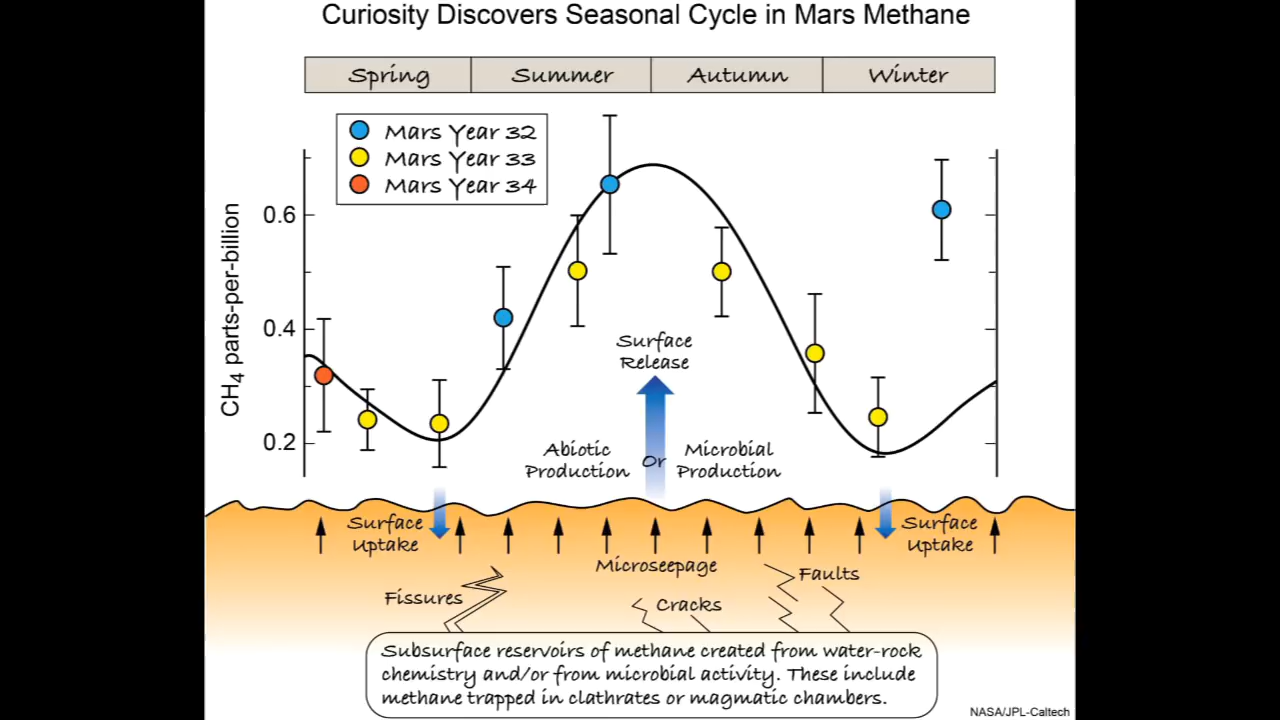 Curiosity Discovers Seasonal Cycle in Mars Methane
Spring
Summer
Autumn
Winter
Mars Year 32
Mars Year 33
Mars Year 34
CH4 parts-per-billion
0.6
0.4
0.2
Surface
Release
Abiotic
Production
Or
Microbial
Production
Surface
Uptake
Surface
Uptake
Microseepage
Faults
Fissures
Cracks
Subsurface reservoirs of methane created from water-rock
chemistry and/or from microbial activity. These include
methane trapped in clathrates or magmatic chambers.
NASA/JPL-Caltech